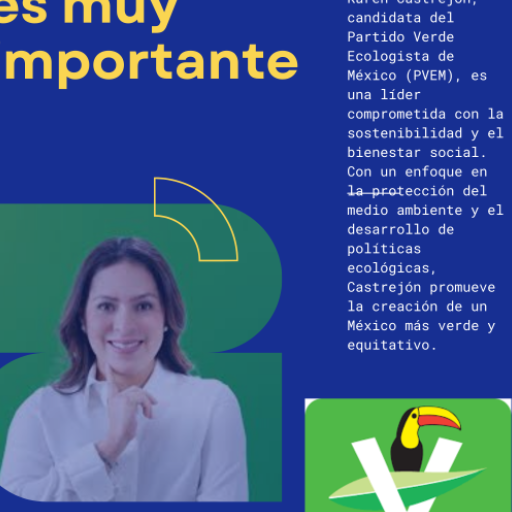 es muy
importante
Karen Castrejón,
candidata del
Partido Verde
Ecologista de
México (PVEM), es
una líder
comprometida con la
sostenibilidad y el
bienestar social.
Con un enfoque en
la protección del
medio ambiente y el
desarrollo de
políticas
ecológicas,
Castrejón promueve
la creación de un
México más verde y
equitativo.
V